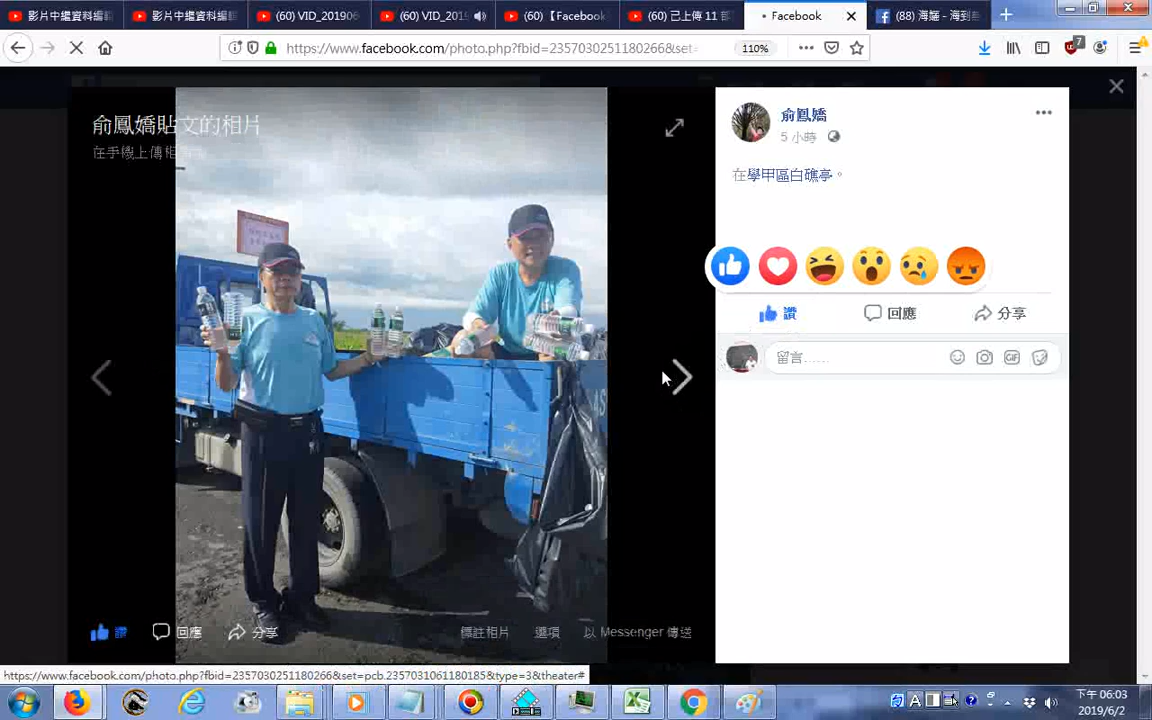 影片中繼資料編輯
影片中繼資料編輯
(60) VID_201906
(60) VID_201
(60)【Facebook
(60) 已上傳 11 部
Facebook
(88) 海
https://www.facebook.com/photo.php?fbid=2357030251180266&set=
110%
7
俞鳳嬌貼文的相片
在手機上傳相
俞鳳嬌
5 小時
在學甲區白礁亭。
讚
回應
分享
留言......
GIF
讚
回應
分享
標註相片
選項
以 Messenger 傳送
https://www.facebook.com/photo.php?fbid=2357030251180266&set=pcb.2357031061180185&type=3&theater#
下午 06:03
2019/6/2